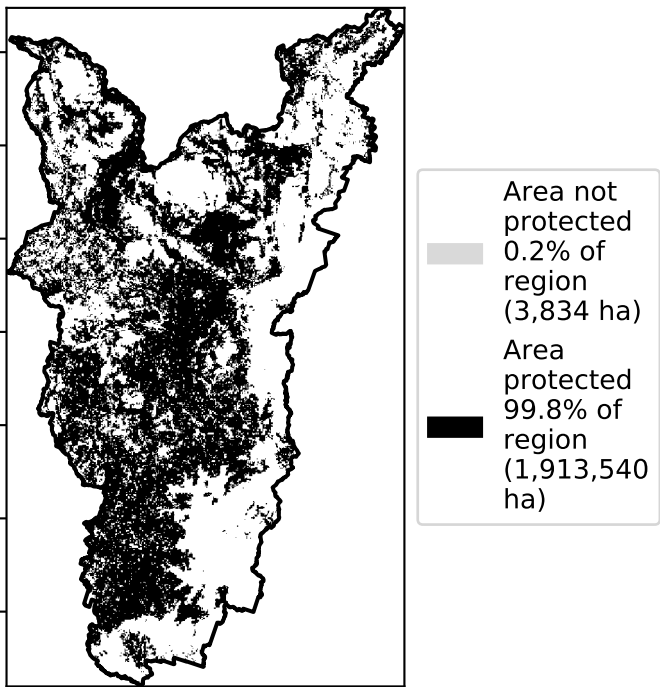 Area not
protected
0.2% of
region
(3,834 ha)
Area
protected
99.8% of
region
(1,913,540
ha)